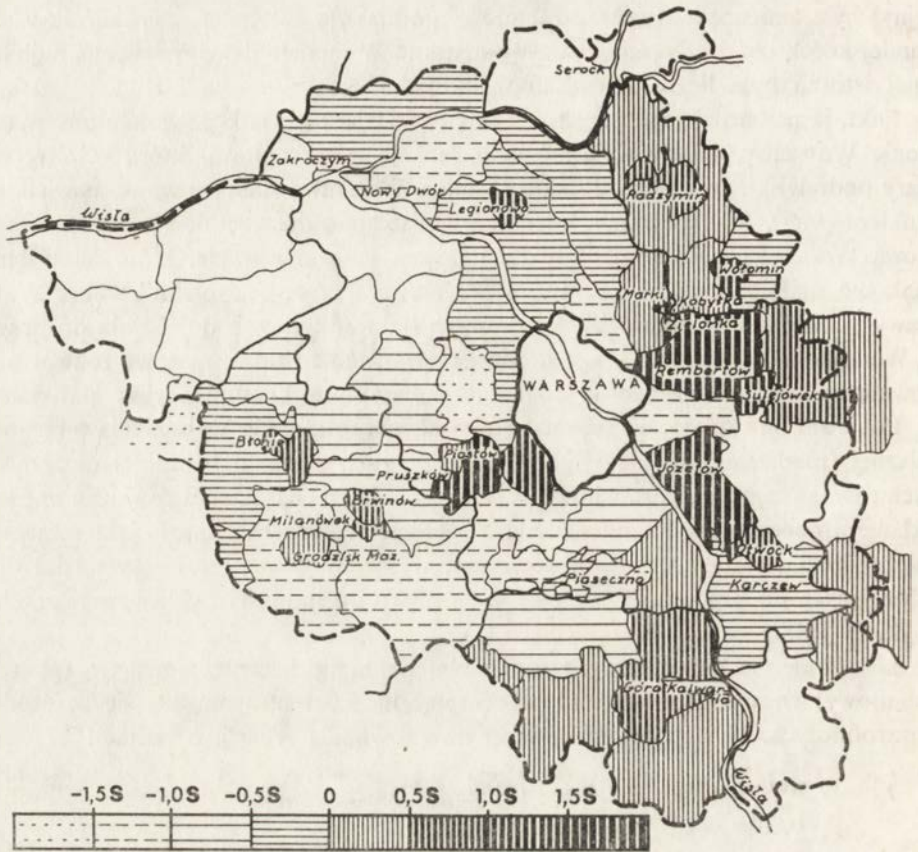 Serock
Zakroczym
Nowy Dwór
Wisła
Legionowo
Radzymin
Wołomin
Marki
Kobyłka
Zielonka
WARSZAWA
Rembertów
Sulejówek
Błonie
Piastów
Pruszków
Józefów
Brwinów
Milanówek
Otwock
Grodzisk Maz.
Piaseczno
Karczew
Góra Kalwaria
Wisła
-1,5S -1,0S -0,5S 0 0,5S 1,0S 1,5S